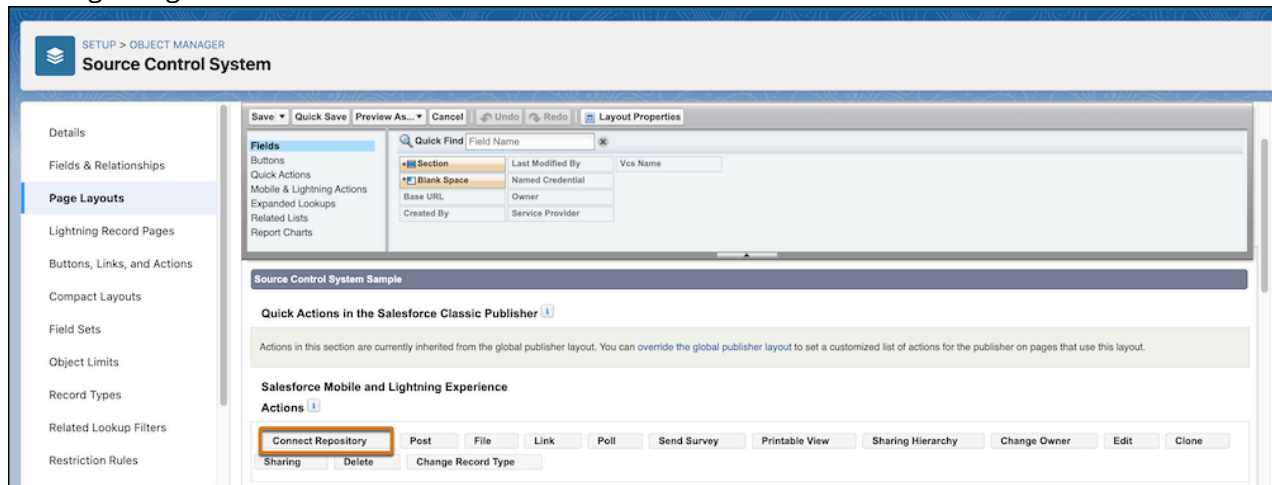 SETUP > OBJECT MANAGER
Source Control System
Details
Fields & Relationships
Page Layouts
Lightning Record Pages
Buttons, Links, and Actions
Compact Layouts
Field Sets
Object Limits
Record Types
Related Lookup Filters
Restriction Rules
Save Quick Save Preview As... Cancel Undo Redo Layout Properties
Fields
Buttons
Quick Actions
Mobile & Lightning Actions
Expanded Lookups
Related Lists
Report Charts
Quick Find Field Name
Section Last Modified By Vcs Name
Blank Space Named Credential
Base URL Owner
Created By Service Provider
Source Control System Sample
Quick Actions in the Salesforce Classic Publisher
Actions in this section are currently inherited from the global publisher layout. You can override the global publisher layout to set a customized list of actions for the publisher on pages that use this layout.
Salesforce Mobile and Lightning Experience
Actions
Connect Repository Post File Link Poll Send Survey Printable View Sharing Hierarchy Change Owner Edit Clone
Sharing Delete Change Record Type